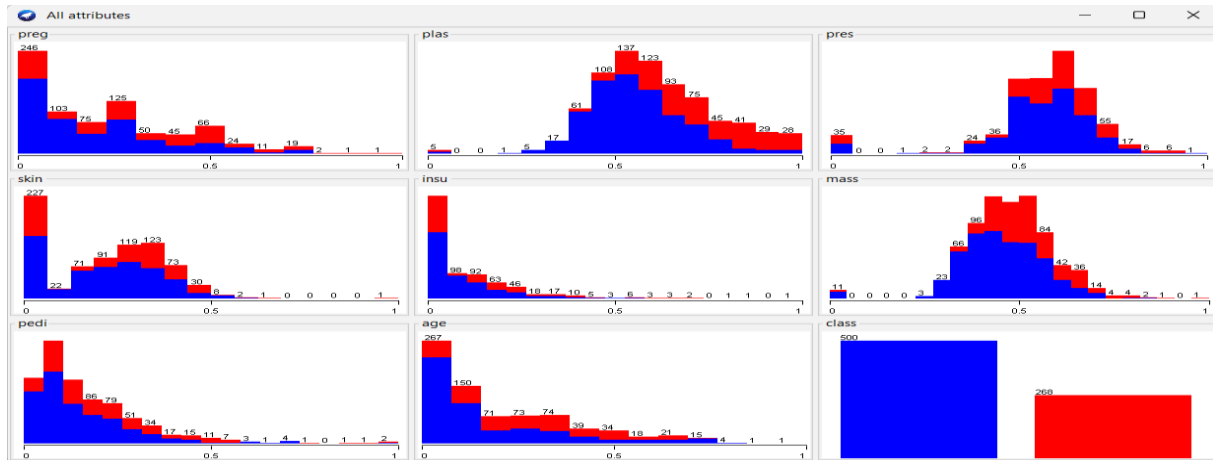 All attributes
preg
246 103 75 125 50 45 66 24 11 19 2 1 1
0 0.5 1
plas
5 0 0 1 5 17 61 108 137 123 93 75 45 41 29 28
0 0.5 1
pres
35 0 0 1 2 2 24 36 55 17 6 6 1
0 0.5 1
skin
227 22 71 91 119 123 73 30 8 2 1 0 0 0 0 1
0 0.5 1
insu
98 92 63 46 18 17 10 5 3 6 3 3 2 0 1 1 0 1
0 0.5 1
mass
11 0 0 0 0 3 23 66 96 84 42 36 14 4 4 2 1 0 1
0 0.5 1
pedi
86 79 51 34 17 15 11 7 3 1 4 1 0 1 1 2
0 0.5 1
age
267 150 71 73 74 39 34 18 21 15 4 1 1
0 0.5 1
class
500 268